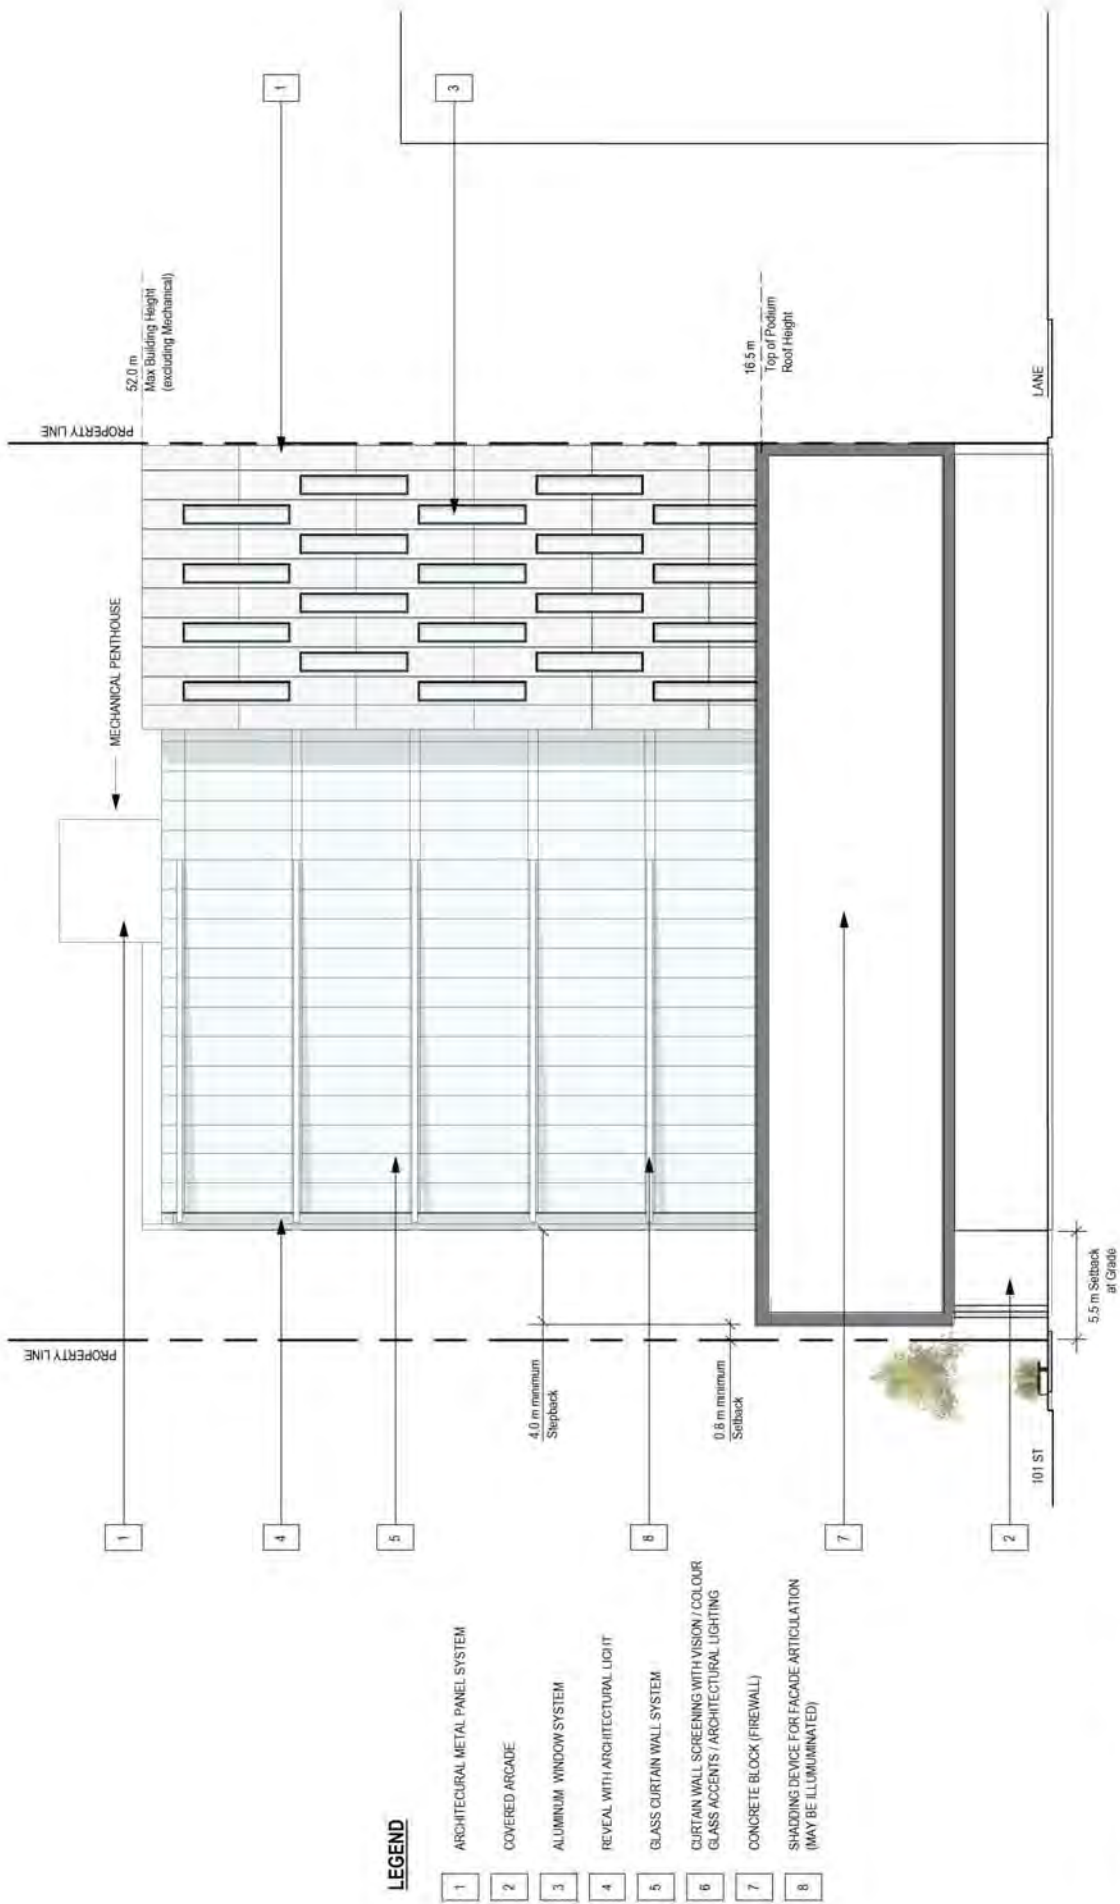 1
3
52.0 m
Max Building Height
(excluding Mechanical)
16.5 m
Top of Podium
Roof Height
LANE
PROPERTY LINE
MECHANICAL PENTHOUSE
PROPERTY LINE
4.0 m minimum
Stepback
0.8 m minimum
Setback
5.5 m Setback
at Grade
101 ST
1
4
5
8
7
2
LEGEND
1 ARCHITECURAL METAL PANEL SYSTEM
2 COVERED ARCADE
3 ALUMINUM WINDOW SYSTEM
4 REVEAL WITH ARCHITECTURAL LIGHT
5 GLASS CURTAIN WALL SYSTEM
6 CURTAIN WALL SCREENING WITH VISION / COLOUR
GLASS ACCENTS / ARCHITECTURAL LIGHTING
7 CONCRETE BLOCK (FIREWALL)
8 SHADDING DEVICE FOR FACADE ARTICULATION
(MAY BE ILLUMUMINATED)